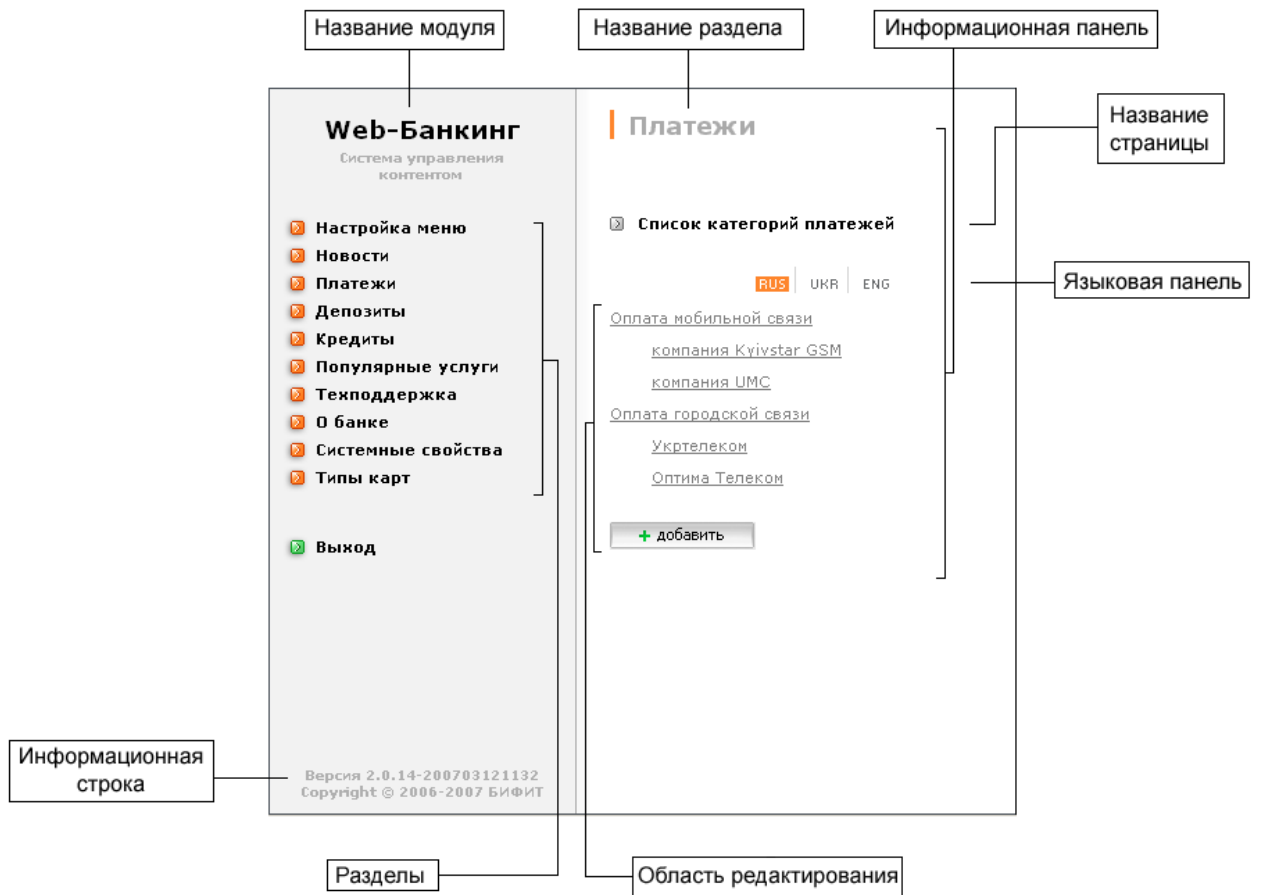 Название модуля
Название раздела
Информационная панель
Название
страницы
Языковая панель
Web-Банкинг
Система управления
контентом
Настройка меню
Новости
Платежи
Депозиты
Кредиты
Популярные услуги
Техподдержка
О банке
Системные свойства
Типы карт
Выход
Версия 2.0.14-200703121132
Copyright © 2006-2007 БИФИТ
Платежи
Список категорий платежей
RUS UKR ENG
Оплата мобильной связи
компания Kyivstar GSM
компания UMC
Оплата городской связи
Укртелеком
Оптима Телеком
+ добавить
Информационная
строка
Разделы
Область редактирования